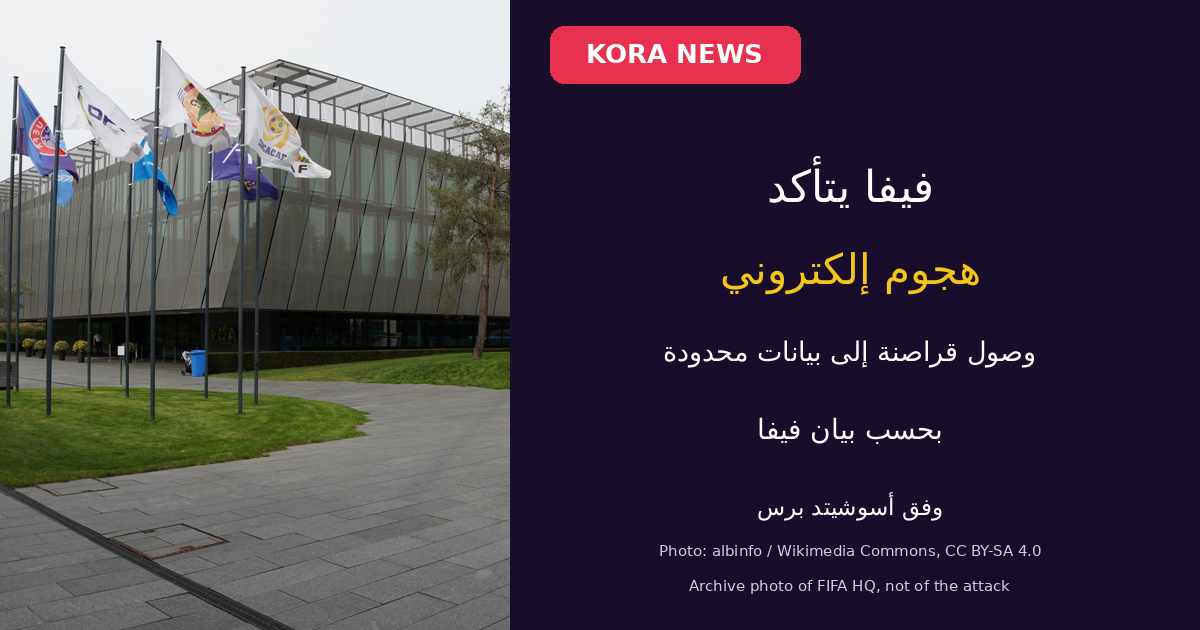 KORA NEWS
فيفا يتأكد
هجوم إلكتروني
وصول قراصنة إلى بيانات محدودة
بحسب بيان فيفا
وفق أسوشيتد برس
Photo: albinfo / Wikimedia Commons, CC BY-SA 4.0
Archive photo of FIFA HQ, not of the attack